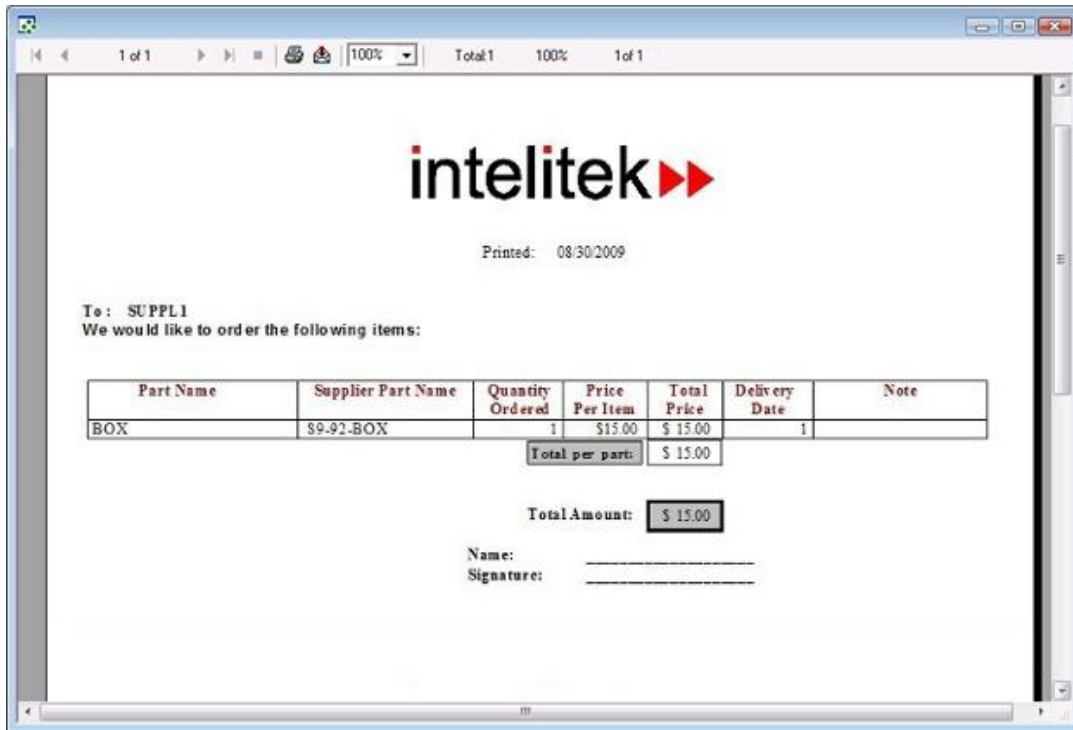 1 of 1 100% Total:1 100% 1 of 1
intelitek
Printed: 08/30/2009
To: SUPPL1
We would like to order the following items:
Part Name Supplier Part Name Quantity Ordered Price Per Item Total Price Delivery Date Note
BOX S9-92-BOX 1 $15.00 $ 15.00 1
Total per part: $ 15.00
Total Amount: $ 15.00
Name: ____________________
Signature: ____________________